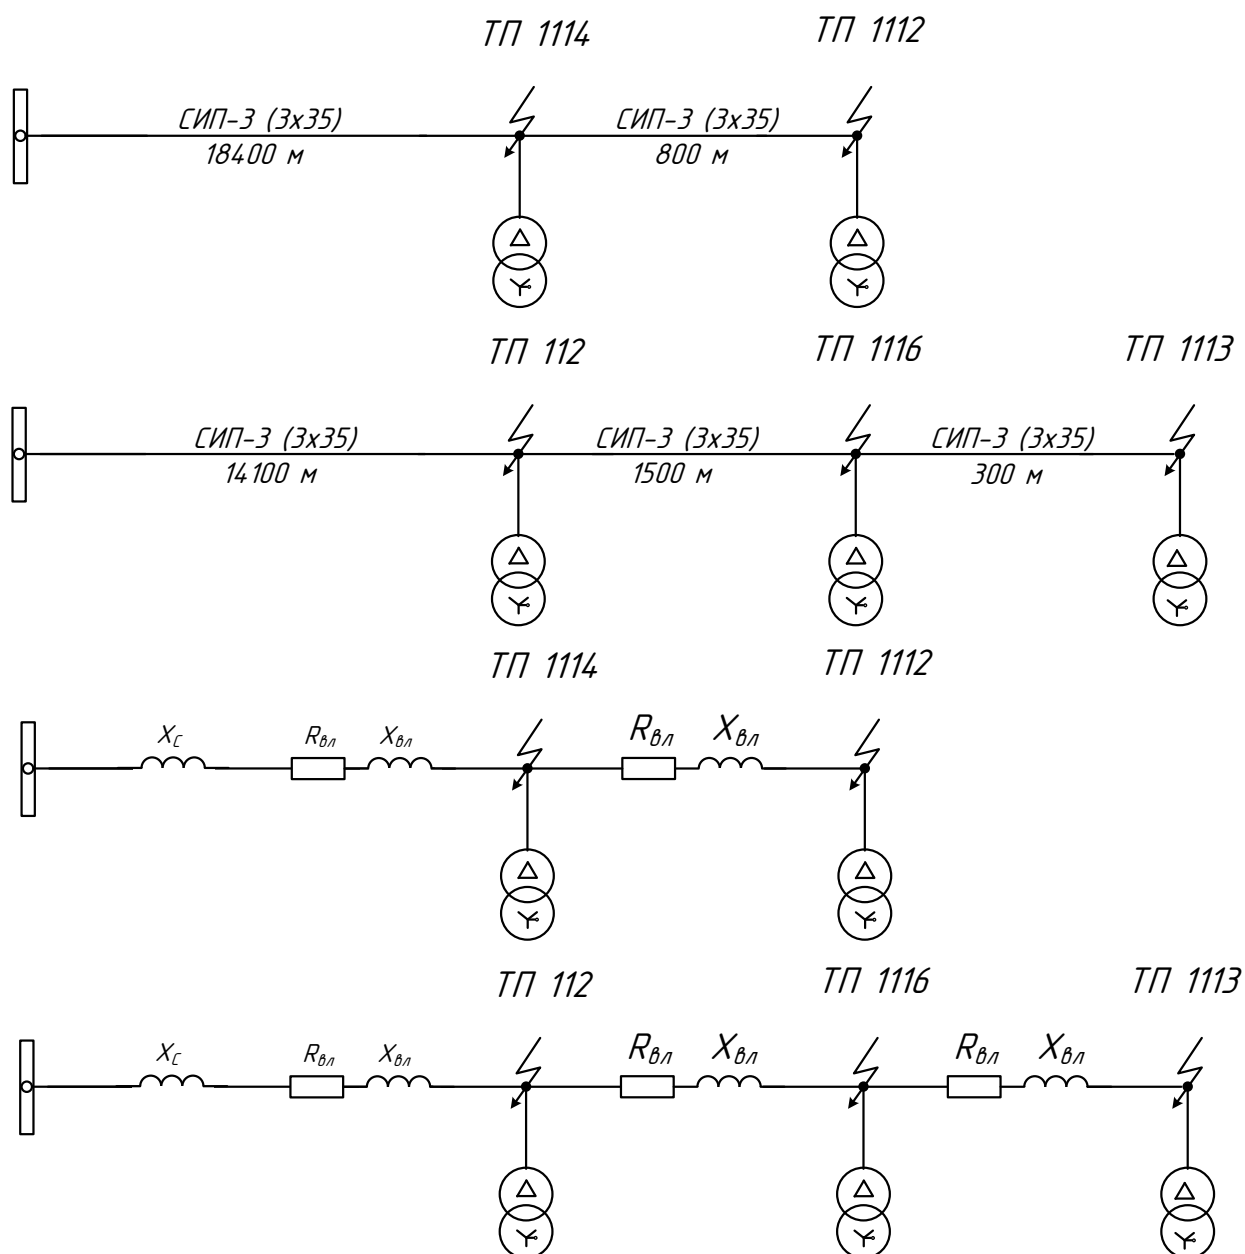 ТП 1114
ТП 1112
СИП-3 (3х35)
18400 м
СИП-3 (3х35)
800 м
ТП 112
ТП 1116
ТП 1113
СИП-3 (3х35)
14100 м
СИП-3 (3х35)
1500 м
СИП-3 (3х35)
300 м
ТП 1114
ТП 1112
Xс
Rвл
Xвл
Rвл
Xвл
ТП 112
ТП 1116
ТП 1113
Xс
Rвл
Xвл
Rвл
Xвл
Rвл
Xвл